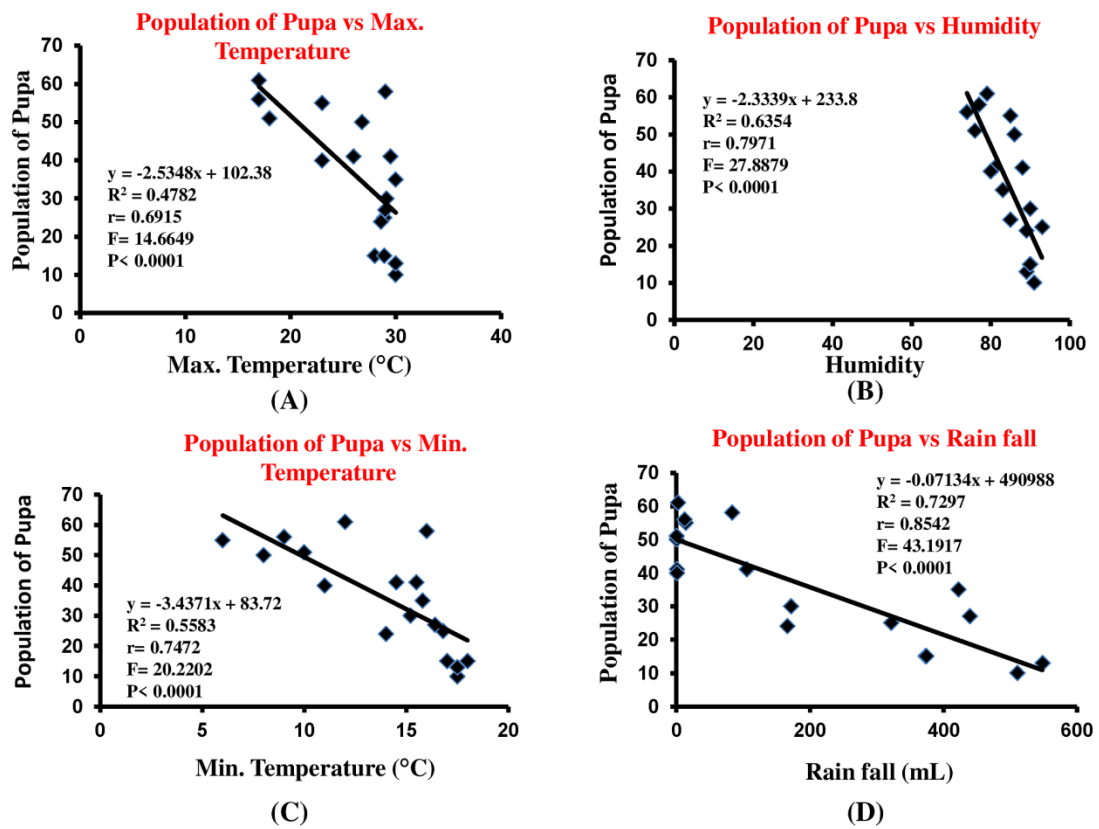 Population of Pupa vs Max.
Temperature
70
60
50
40
30
20
10
0
0
10
20
30
40
Population of Pupa
y = -2.5348x + 102.38
R² = 0.4782
r= 0.6915
F= 14.6649
P< 0.0001
Max. Temperature (°C)
(A)
Population of Pupa vs Humidity
70
60
50
40
30
20
10
0
0
20
40
60
80
100
Population of Pupa
y = -2.3339x + 233.8
R² = 0.6354
r= 0.7971
F= 27.8879
P< 0.0001
Humidity
(B)
Population of Pupa vs Min.
Temperature
70
60
50
40
30
20
10
0
0
5
10
15
20
Population of Pupa
y = -3.4371x + 83.72
R² = 0.5583
r= 0.7472
F= 20.2202
P< 0.0001
Min. Temperature (°C)
(C)
Population of Pupa vs Rain fall
70
60
50
40
30
20
10
0
0
200
400
600
Population of Pupa
y = -0.07134x + 490988
R² = 0.7297
r= 0.8542
F= 43.1917
P< 0.0001
Rain fall (mL)
(D)